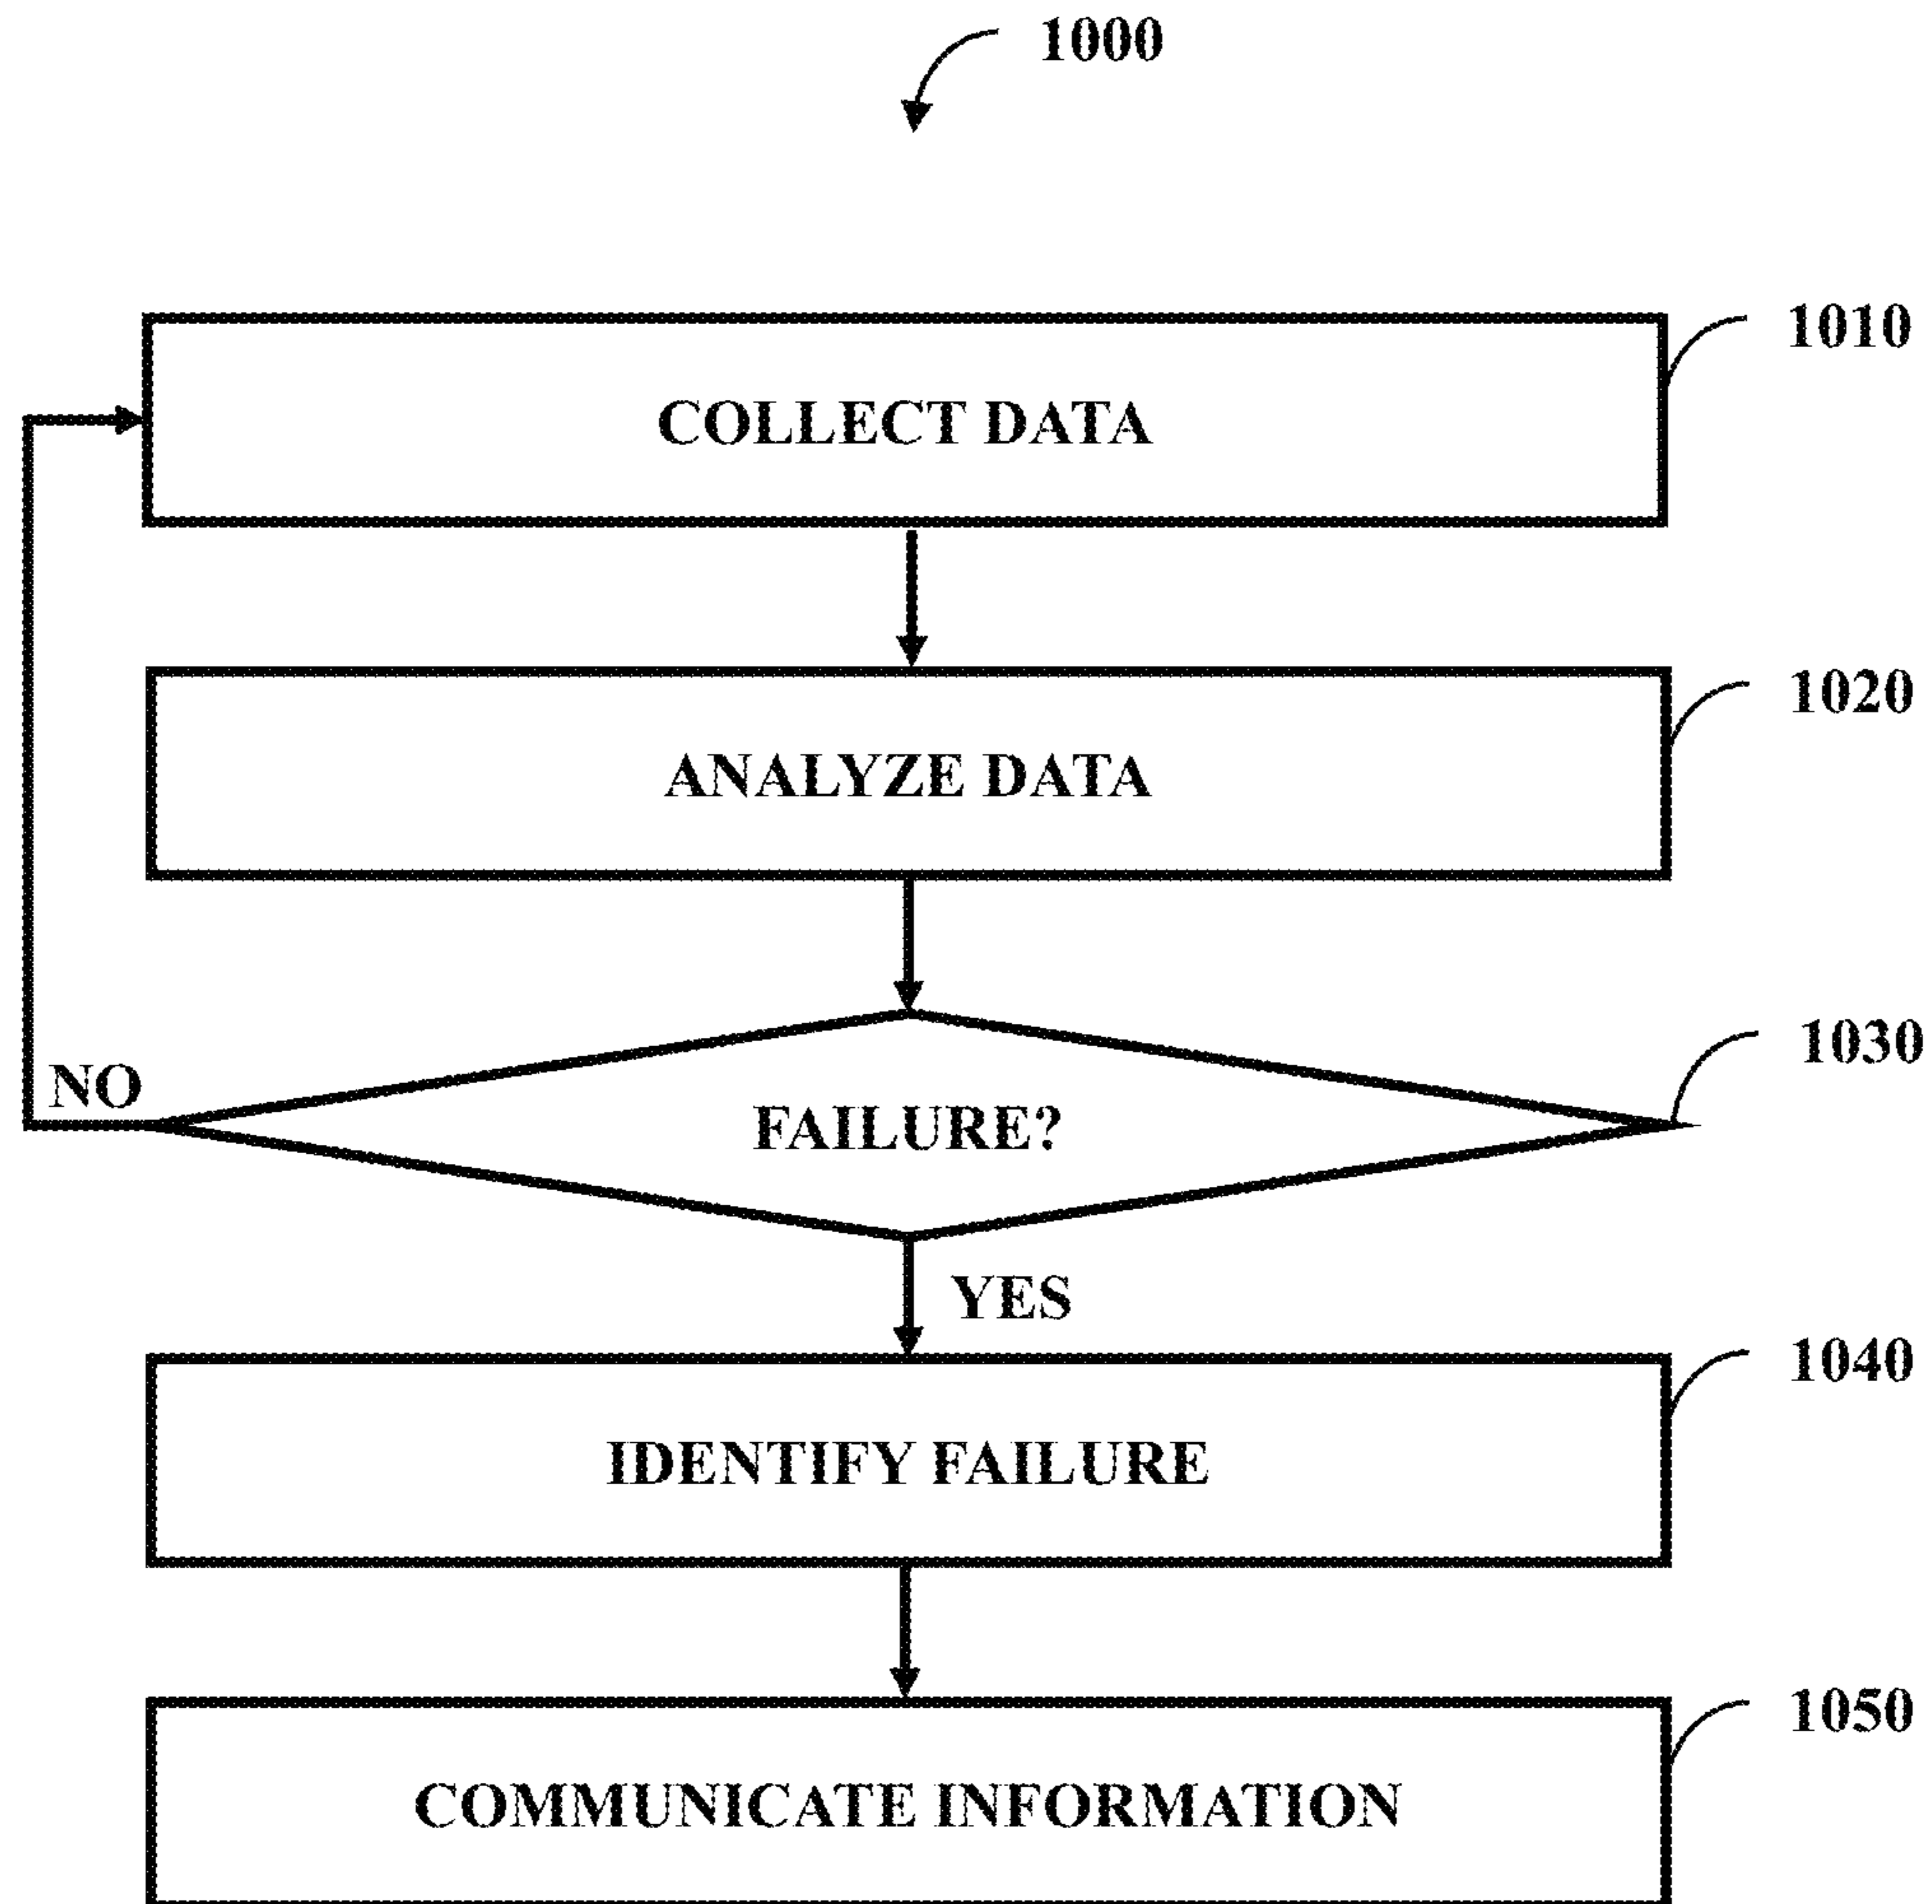 1000
1010
COLLECT DATA
1020
ANALYZE DATA
1030
NO
FAILURE?
YES
1040
IDENTIFY FAILURE
1050
COMMUNICATE INFORMATION